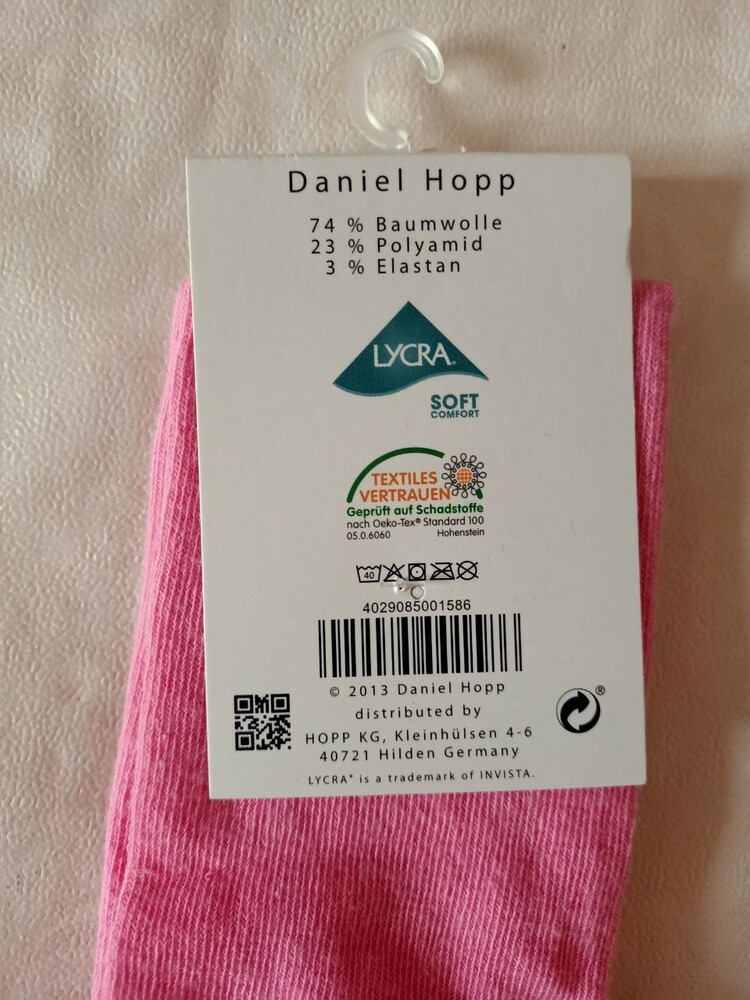 Daniel Hopp
74 % Baumwolle
23 % Polyamid
3 % Elastan
LYCRA®
SOFT
COMFORT
TEXTILES
VERTRAUEN
Geprüft auf Schadstoffe
nach Oeko-Tex® Standard 100
05.0.6060 Hohenstein
40
4029085001586
© 2013 Daniel Hopp
distributed by
HOPP KG, Kleinhülsen 4-6
40721 Hilden Germany
®
LYCRA® is a trademark of INVISTA.